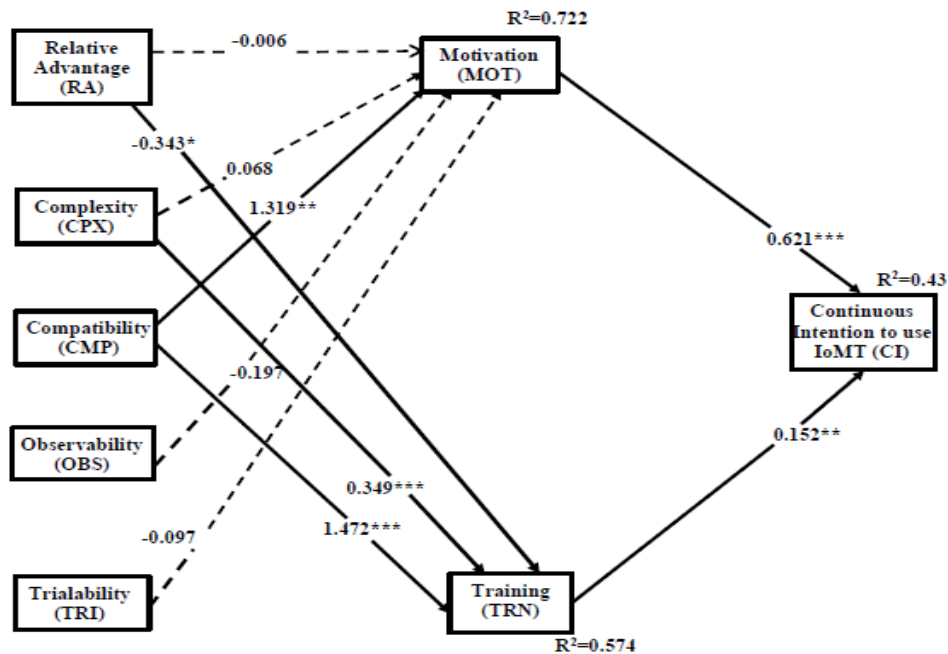 R²=0.722
Relative
Advantage
(RA)
-0.006
Motivation
(MOT)
-0.343*
0.068
Complexity
(CPX)
1.319**
0.621***
R²=0.43
Compatibility
(CMP)
Continuous
Intention to use
IoMT (CI)
-0.197
Observability
(OBS)
0.152**
0.349***
1.472***
-0.097
Trialability
(TRI)
Training
(TRN)
R²=0.574